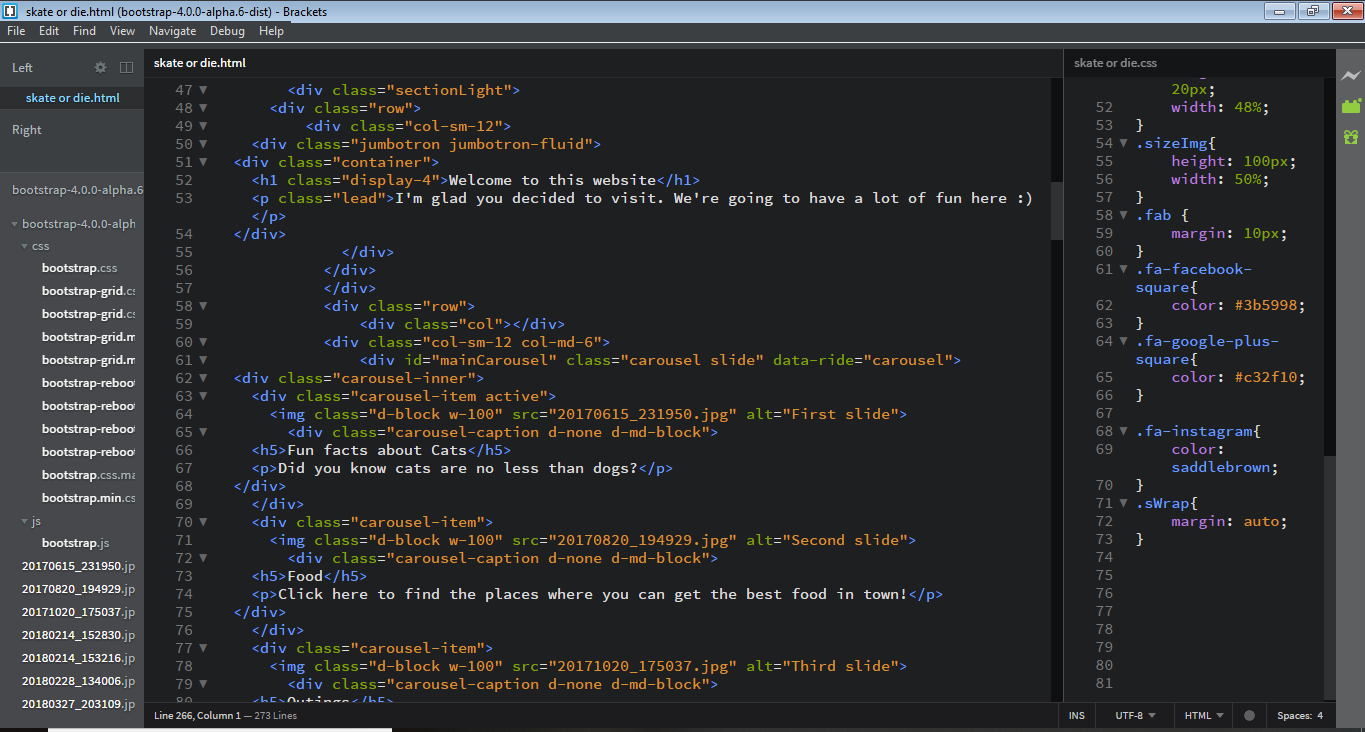 skate or die.html (bootstrap-4.0.0-alpha.6-dist) - Brackets
File Edit Find View Navigate Debug Help
Left
skate or die.html
Right
bootstrap-4.0.0-alpha.6
bootstrap-4.0.0-alph
css
bootstrap.css
bootstrap-grid.cs
bootstrap-grid.cs
bootstrap-grid.m
bootstrap-grid.m
bootstrap-reboot
bootstrap-reboot
bootstrap-reboot
bootstrap-reboot
bootstrap.css.ma
bootstrap.min.cs
js
bootstrap.js
20170615_231950.jp
20170820_194929.jp
20171020_175037.jp
20180214_152830.jp
20180214_153216.jp
20180228_134006.jp
20180327_203109.jp
skate or die.html
47 <div class="sectionLight">
48 <div class="row">
49 <div class="col-sm-12">
50 <div class="jumbotron jumbotron-fluid">
51 <div class="container">
52 <h1 class="display-4">Welcome to this website</h1>
53 <p class="lead">I'm glad you decided to visit. We're going to have a lot of fun here :)
</p>
54 </div>
55 </div>
56 </div>
57 </div>
58 <div class="row">
59 <div class="col"></div>
60 <div class="col-sm-12 col-md-6">
61 <div id="mainCarousel" class="carousel slide" data-ride="carousel">
62 <div class="carousel-inner">
63 <div class="carousel-item active">
64 <img class="d-block w-100" src="20170615_231950.jpg" alt="First slide">
65 <div class="carousel-caption d-none d-md-block">
66 <h5>Fun facts about Cats</h5>
67 <p>Did you know cats are no less than dogs?</p>
68 </div>
69 </div>
70 <div class="carousel-item">
71 <img class="d-block w-100" src="20170820_194929.jpg" alt="Second slide">
72 <div class="carousel-caption d-none d-md-block">
73 <h5>Food</h5>
74 <p>Click here to find the places where you can get the best food in town!</p>
75 </div>
76 </div>
77 <div class="carousel-item">
78 <img class="d-block w-100" src="20171020_175037.jpg" alt="Third slide">
79 <div class="carousel-caption d-none d-md-block">
80 <h5>Outings</h5>
skate or die.css
20px;
52 width: 48%;
53 }
54 .sizeImg{
55 height: 100px;
56 width: 50%;
57 }
58 .fab {
59 margin: 10px;
60 }
61 .fa-facebook-
square{
62 color: #3b5998;
63 }
64 .fa-google-plus-
square{
65 color: #c32f10;
66 }
67
68 .fa-instagram{
69 color:
saddlebrown;
70 }
71 .sWrap{
72 margin: auto;
73 }
74
75
76
77
78
79
80
81
Line 266, Column 1 — 273 Lines
INS UTF-8 HTML Spaces: 4